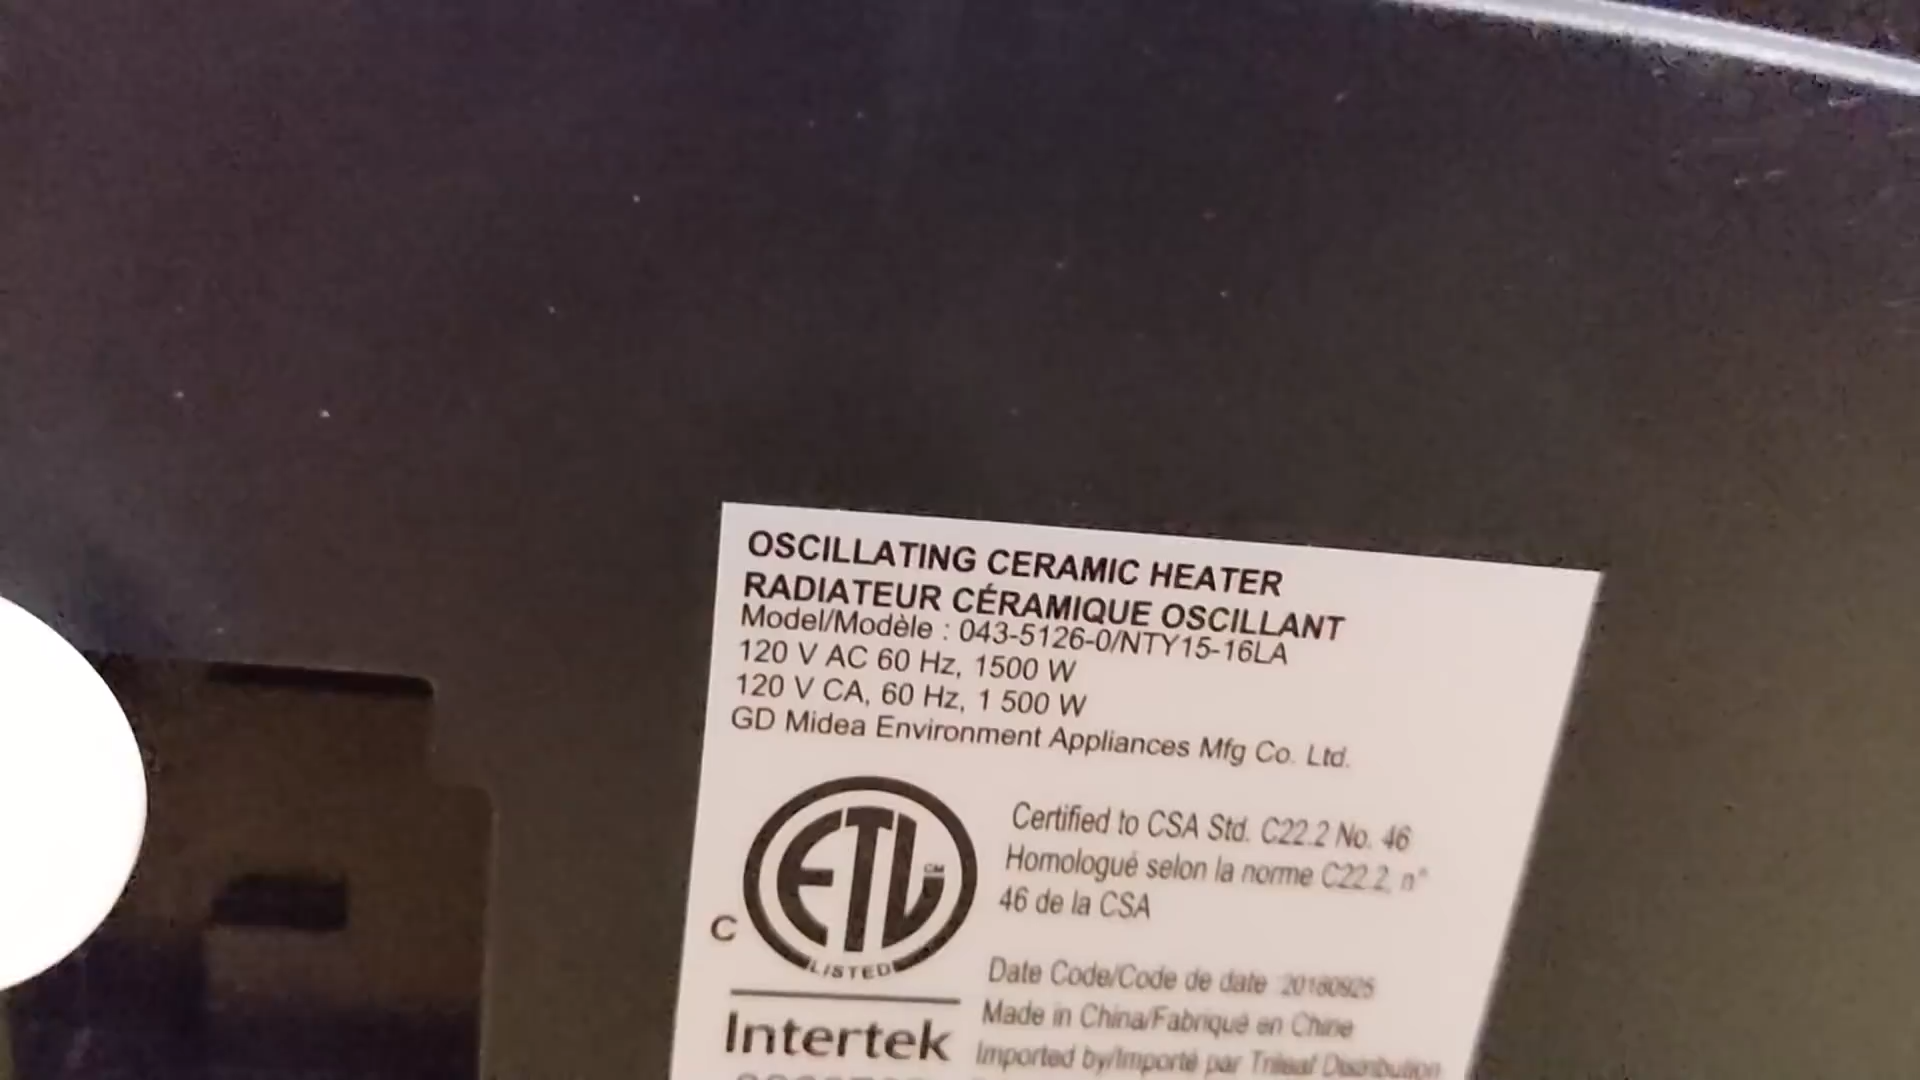 OSCILLATING CERAMIC HEATER
RADIATEUR CÉRAMIQUE OSCILLANT
Model/Modèle : 043-5126-0/NTY15-16LA
120 V AC 60 Hz, 1500 W
120 V CA, 60 Hz, 1 500 W
GD Midea Environment Appliances Mfg Co. Ltd.
Certified to CSA Std. C22.2 No. 46
Homologué selon la norme C22.2, n°
46 de la CSA
C
ETL CM
LISTED
Intertek
Date Code/Code de date : 20180925
Made in China/Fabriqué en Chine
Imported by/Importé par Trileaf Distribution